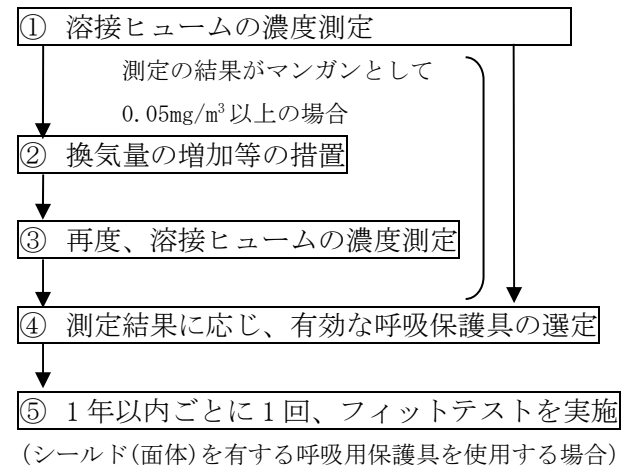 ① 溶接ヒュームの濃度測定
測定の結果がマンガンとして
0.05mg/m³以上の場合
② 換気量の増加等の措置
③ 再度、溶接ヒュームの濃度測定
④ 測定結果に応じ、有効な呼吸保護具の選定
⑤ 1年以内ごとに1回、フィットテストを実施
(シールド(面体)を有する呼吸用保護具を使用する場合)